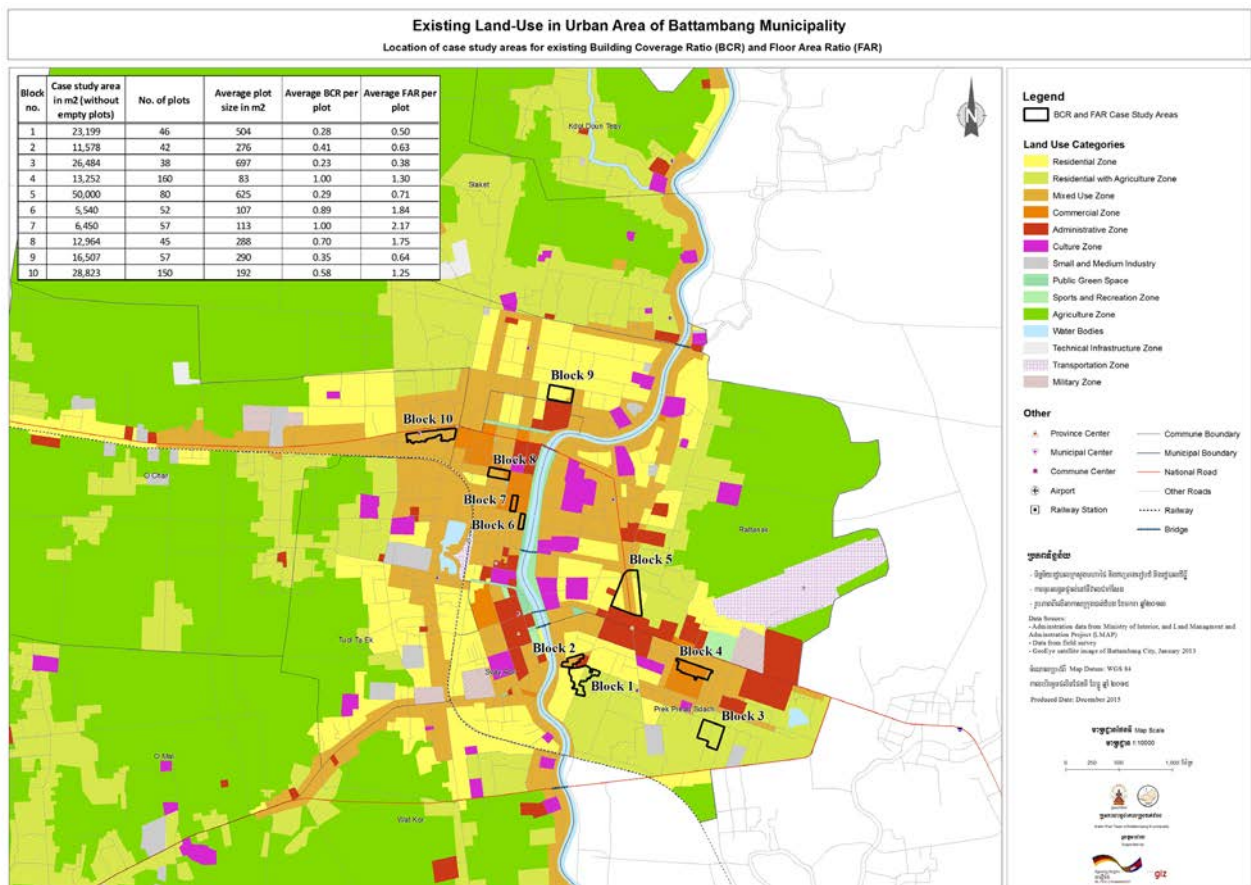 Existing Land-Use in Urban Area of Battambang Municipality
Location of case study areas for existing Building Coverage Ratio (BCR) and Floor Area Ratio (FAR)
Block no. Case study area in m2 (without empty plots) No. of plots Average plot size in m2 Average BCR per plot Average FAR per plot
1 23,199 46 504 0.28 0.50
2 11,578 42 276 0.41 0.63
3 26,484 38 697 0.23 0.38
4 13,252 160 83 1.00 1.30
5 50,000 80 625 0.29 0.71
6 5,540 52 107 0.89 1.84
7 6,450 57 113 1.00 2.17
8 12,964 45 288 0.70 1.75
9 16,507 57 290 0.35 0.64
10 28,823 150 192 0.58 1.25
Kdol Doun Teav
Slaket
Block 9
Block 10
Block 8
O Char
Block 7
Block 6
Rattanak
Block 5
Tuol Ta Ek
Block 2
Block 4
Block 1
Prek Preah Sdach
Block 3
O Mal
Wat Kor
N
Legend
BCR and FAR Case Study Areas
Land Use Categories
Residential Zone
Residential with Agriculture Zone
Mixed Use Zone
Commercial Zone
Administrative Zone
Culture Zone
Small and Medium Industry
Public Green Space
Sports and Recreation Zone
Agriculture Zone
Water Bodies
Technical Infrastructure Zone
Transportation Zone
Military Zone
Other
Province Center
Municipal Center
Commune Center
Airport
Railway Station
Commune Boundary
Municipal Boundary
National Road
Other Roads
Railway
Bridge
Data Sources:
- Administration data from Ministry of Interior, and Land Managment and
Administration Project (LMAP)
- Data from field survey
- GeoEye satellite image of Battambang City, January 2013
Map Datum: WGS 84
Produced Date: December 2015
Map Scale
1:10000
0 250 500 1,000
giz